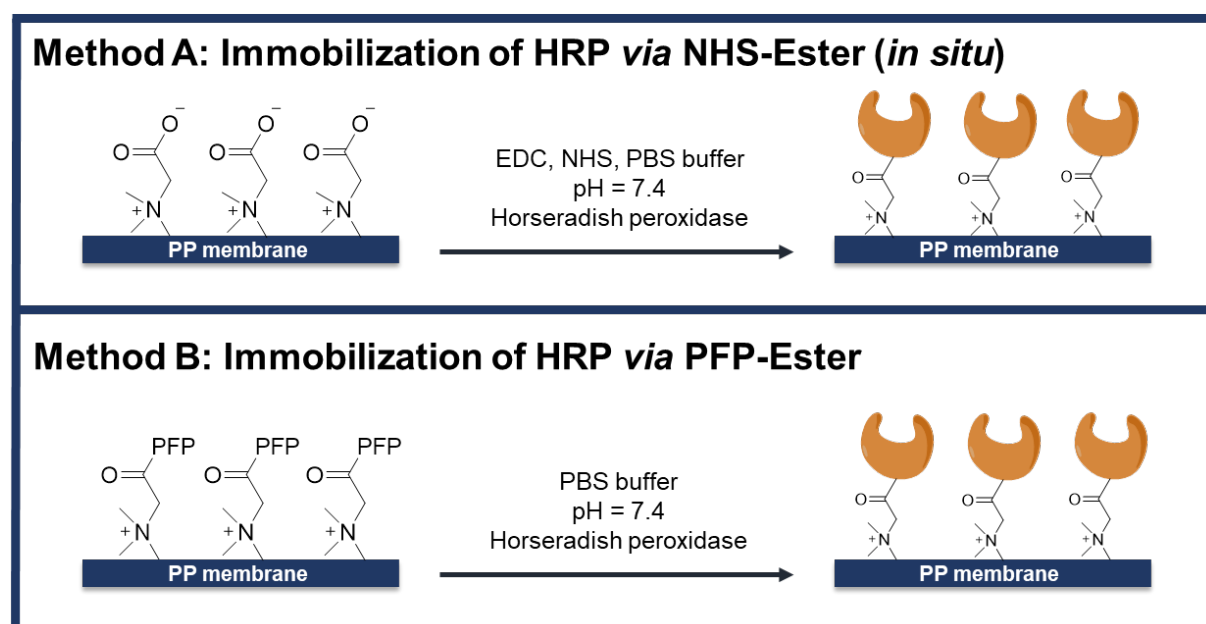 Method A: Immobilization of HRP via NHS-Ester (in situ)
O O⁻ O O⁻ O O⁻
N⁺ N⁺ N⁺
PP membrane
EDC, NHS, PBS buffer
pH = 7.4
Horseradish peroxidase
O O O
N⁺ N⁺ N⁺
PP membrane
Method B: Immobilization of HRP via PFP-Ester
PFP PFP PFP
O O O
+N +N +N
PP membrane
PBS buffer
pH = 7.4
Horseradish peroxidase
O O O
+N +N +N
PP membrane